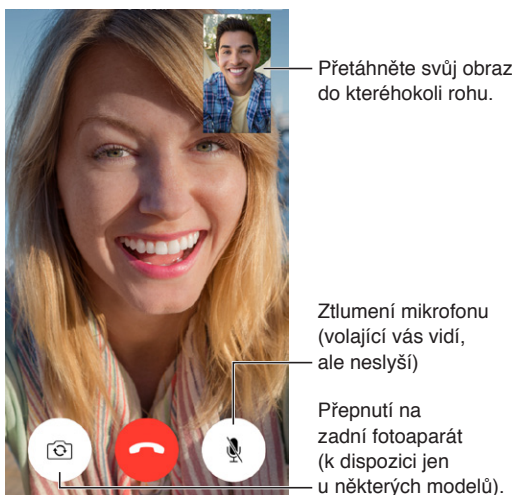 Přetáhněte svůj obraz
do kteréhokoli rohu.
Ztlumení mikrofonu
(volající vás vidí,
ale neslyší)
Přepnutí na
zadní fotoaparát
(k dispozici jen
u některých modelů).